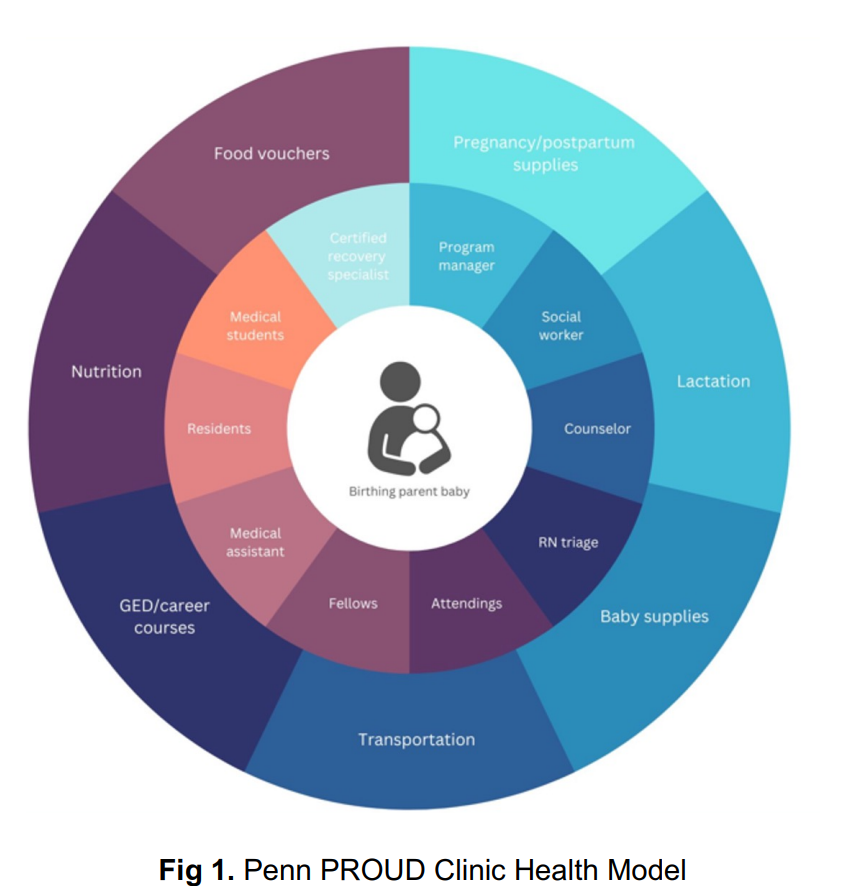 Food vouchers
Pregnancy/postpartum
supplies
Certified
recovery
specialist
Program
manager
Medical
students
Social
worker
Nutrition
Lactation
Residents
Counselor
Birthing parent baby
Medical
assistant
RN triage
Fellows
Attendings
GED/career
courses
Baby supplies
Transportation
Fig 1. Penn PROUD Clinic Health Model